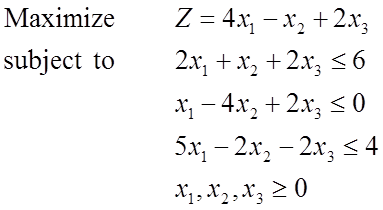 Maximize Z = 4x₁ − x₂ + 2x₃
subject to 2x₁ + x₂ + 2x₃ ≤ 6
x₁ − 4x₂ + 2x₃ ≤ 0
5x₁ − 2x₂ − 2x₃ ≤ 4
x₁, x₂, x₃ ≥ 0